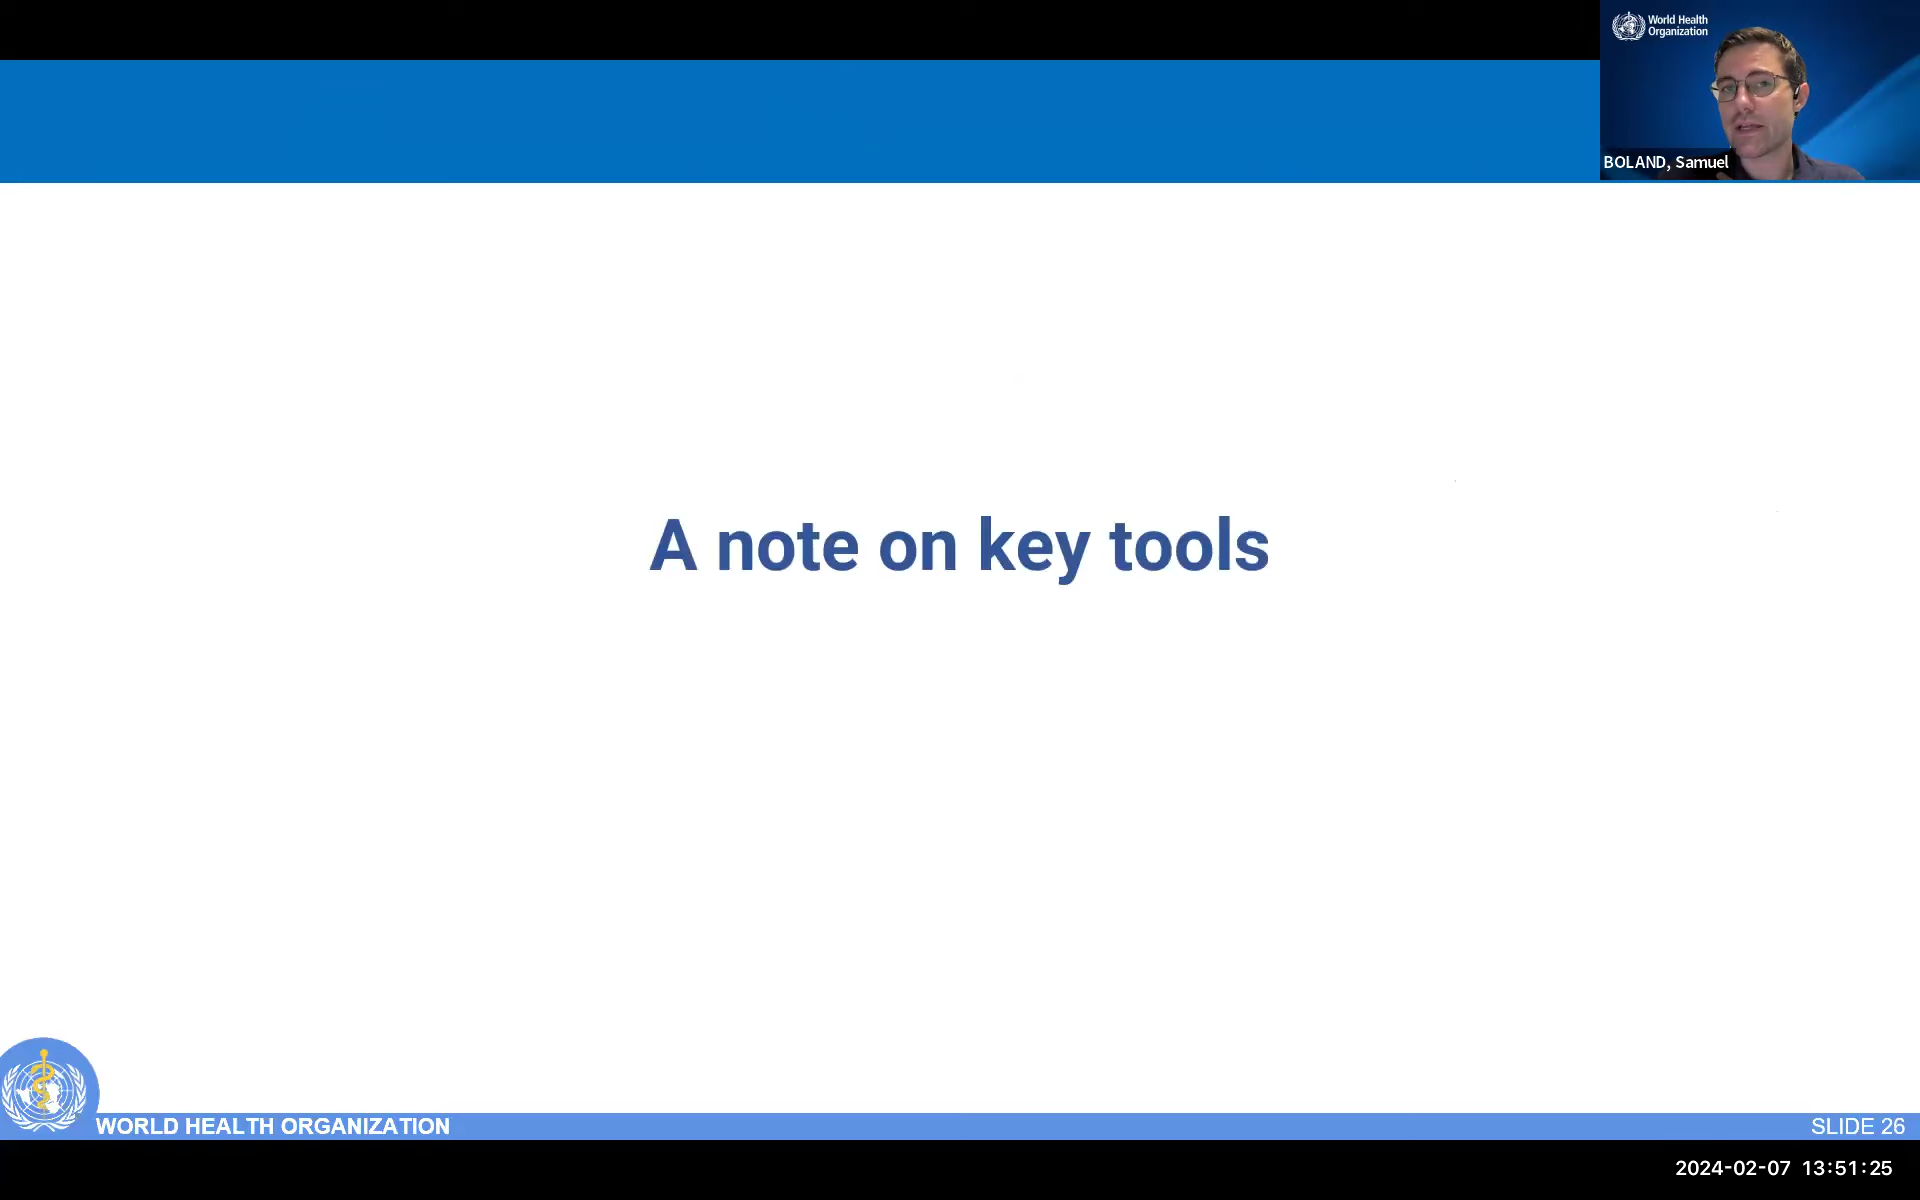 World Health
Organization
BOLAND, Samuel
A note on key tools
WORLD HEALTH ORGANIZATION
SLIDE 26
2024-02-07 13:51:25